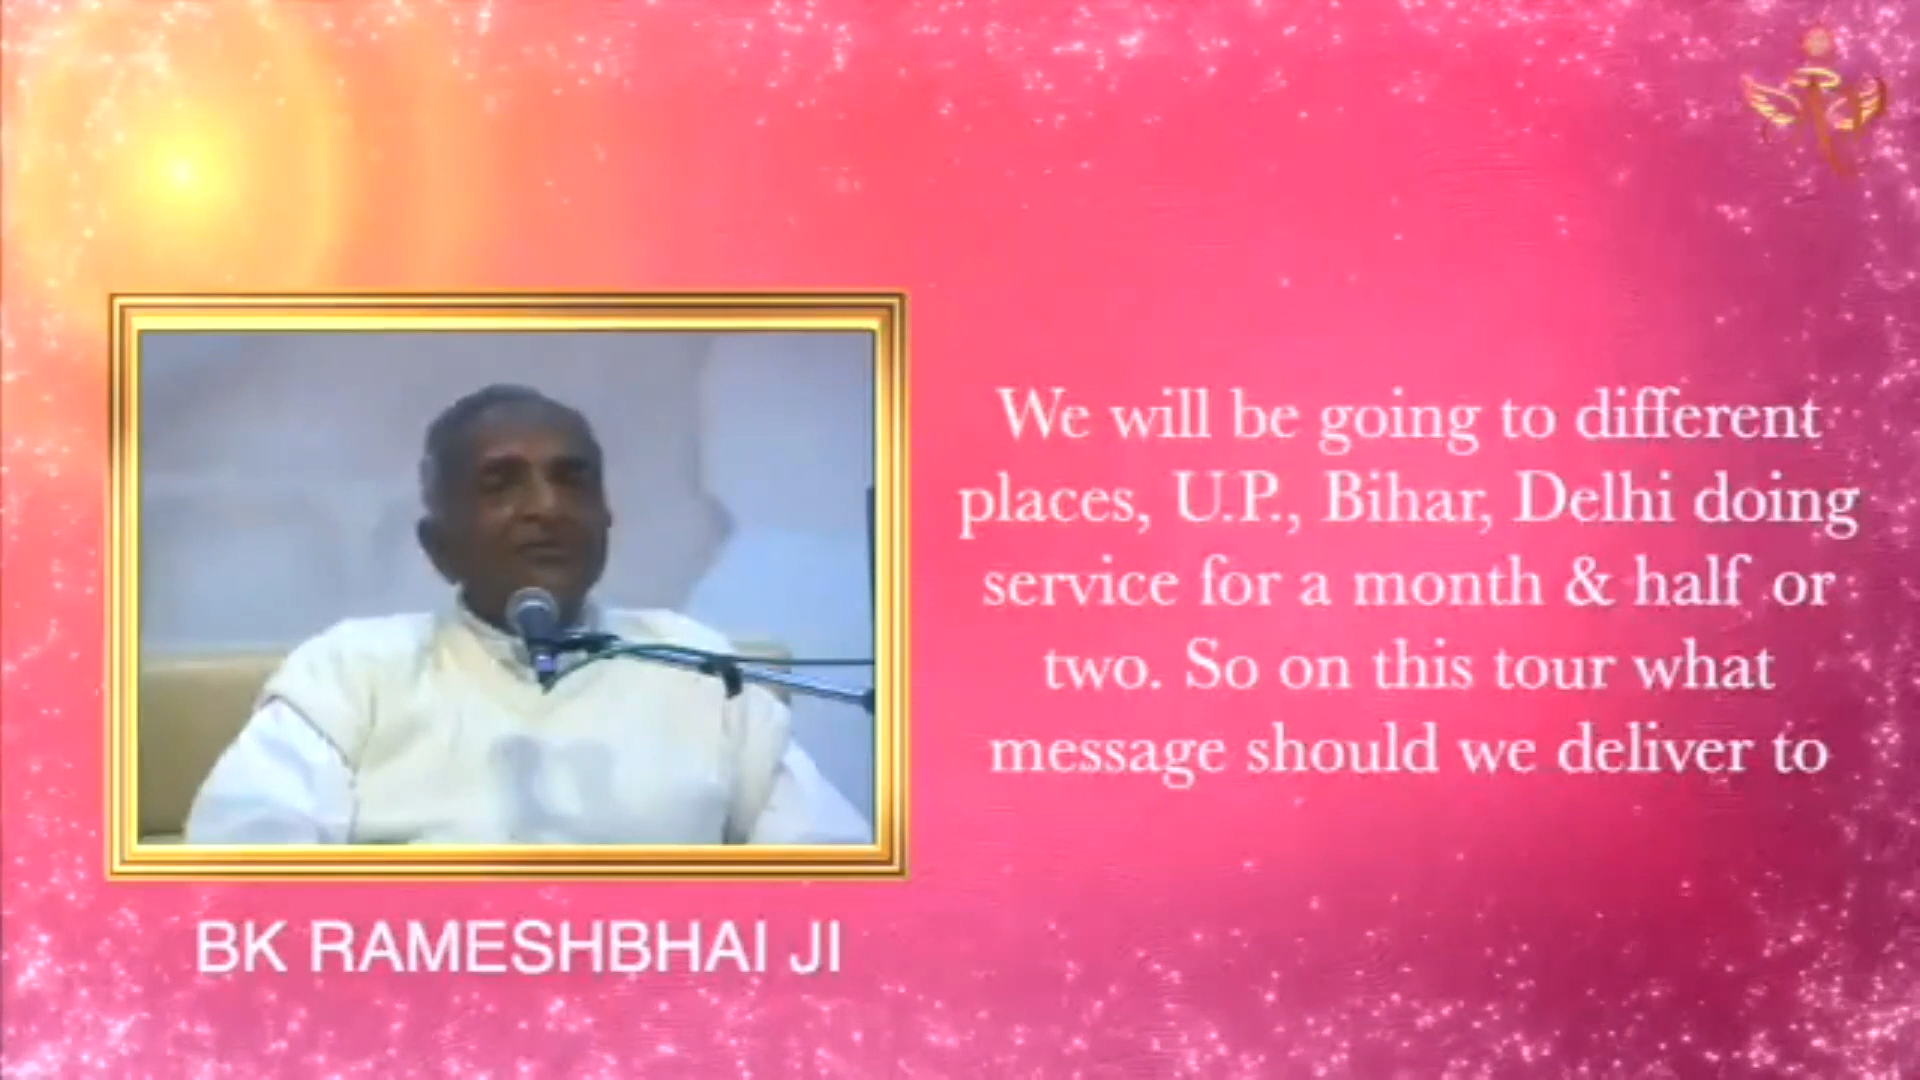 We will be going to different
places, U.P., Bihar, Delhi doing
service for a month & half or
two. So on this tour what
message should we deliver to
BK RAMESHBHAI JI